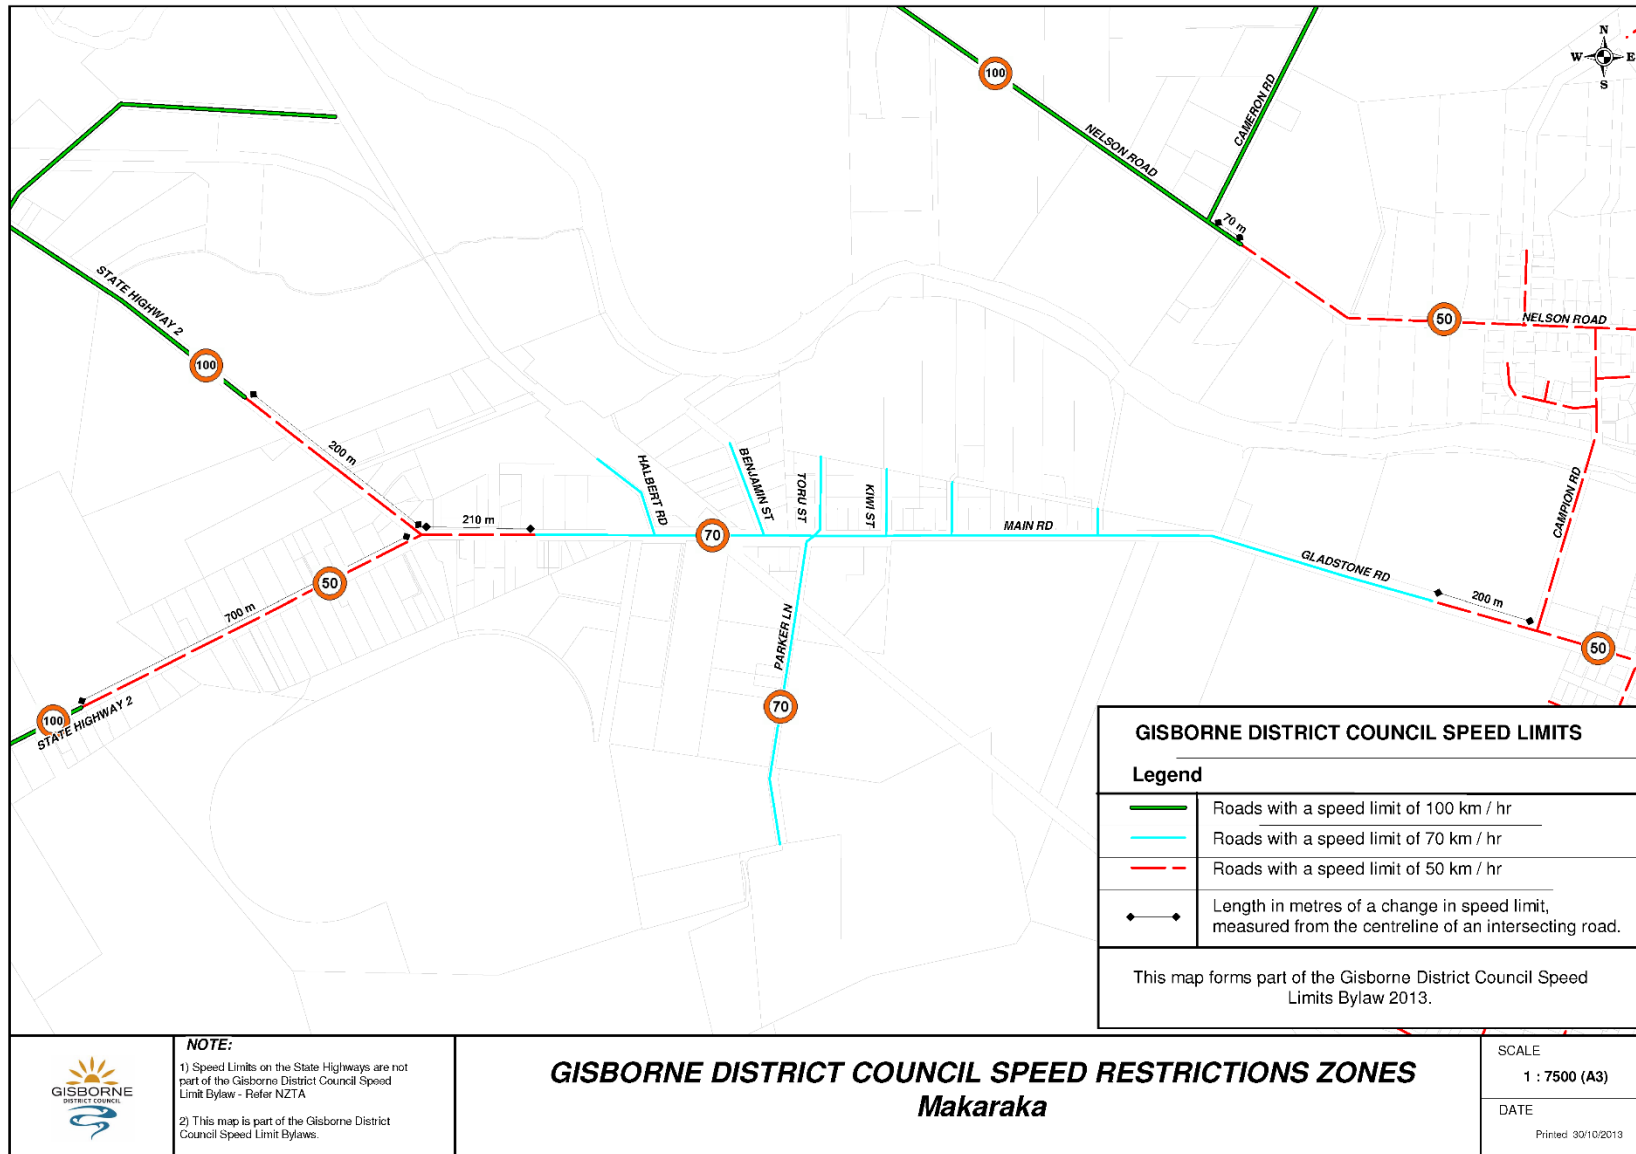 N
W
E
S
100
NELSON ROAD
CAMERON RD
70 m
50
NELSON ROAD
STATE HIGHWAY 2
100
200 m
210 m
HALBERT RD
BENJAMIN ST
TORU ST
KIWI ST
70
MAIN RD
GLADSTONE RD
200 m
CAMPION RD
50
50
700 m
100
STATE HIGHWAY 2
PARKER LN
70
GISBORNE DISTRICT COUNCIL SPEED LIMITS
Legend
Roads with a speed limit of 100 km / hr
Roads with a speed limit of 70 km / hr
Roads with a speed limit of 50 km / hr
Length in metres of a change in speed limit,
measured from the centreline of an intersecting road.
This map forms part of the Gisborne District Council Speed
Limits Bylaw 2013.
GISBORNE
DISTRICT COUNCIL
NOTE:
1) Speed Limits on the State Highways are not
part of the Gisborne District Council Speed
Limit Bylaw - Refer NZTA
2) This map is part of the Gisborne District
Council Speed Limit Bylaws.
GISBORNE DISTRICT COUNCIL SPEED RESTRICTIONS ZONES
Makaraka
SCALE
1 : 7500 (A3)
DATE
Printed 30/10/2013